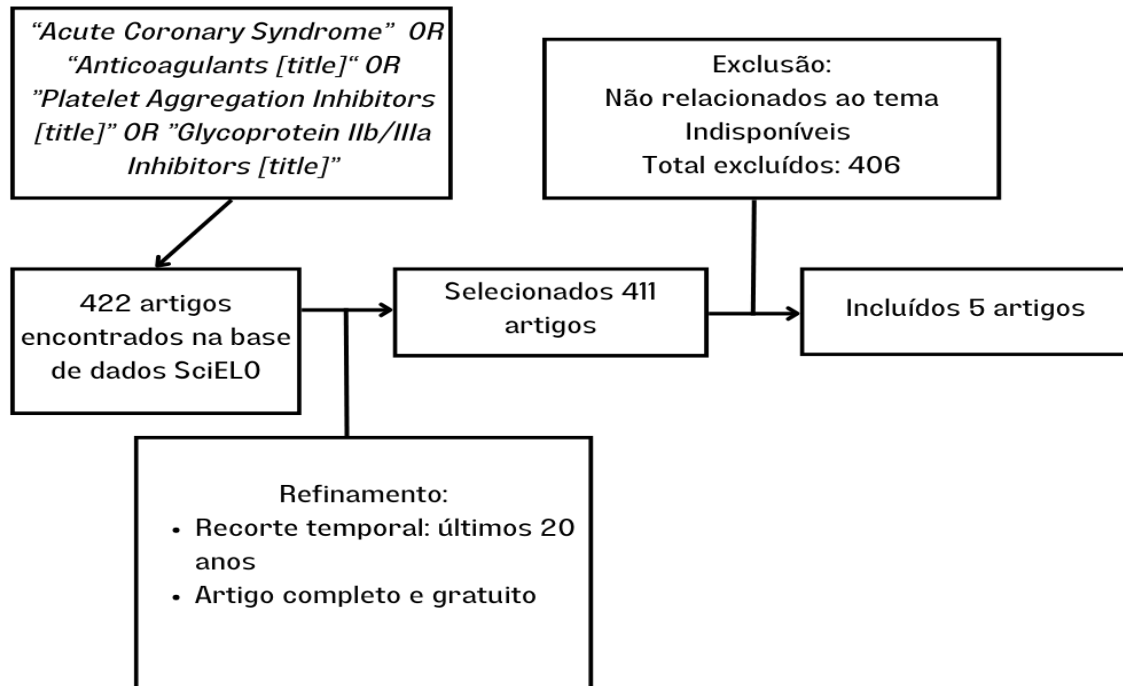 “Acute Coronary Syndrome” OR
“Anticoagulants [title]“ OR
”Platelet Aggregation Inhibitors
[title]” OR ”Glycoprotein IIb/IIIa
Inhibitors [title]”
Exclusão:
Não relacionados ao tema
Indisponíveis
Total excluídos: 406
422 artigos
encontrados na base
de dados SciELO
Selecionados 411
artigos
Incluídos 5 artigos
Refinamento:
• Recorte temporal: últimos 20
anos
• Artigo completo e gratuito